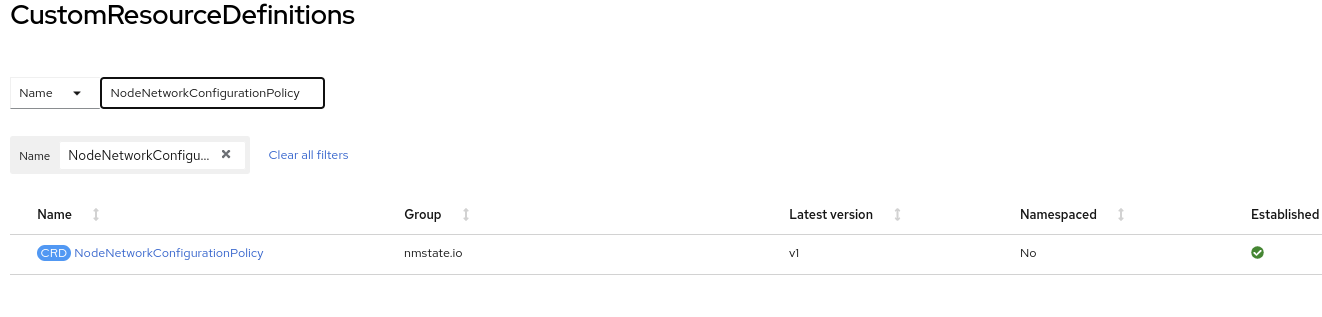 CustomResourceDefinitions
Name NodeNetworkConfigurationPolicy
Name NodeNetworkConfigu... Clear all filters
Name Group Latest version Namespaced Established
CRD NodeNetworkConfigurationPolicy nmstate.io v1 No